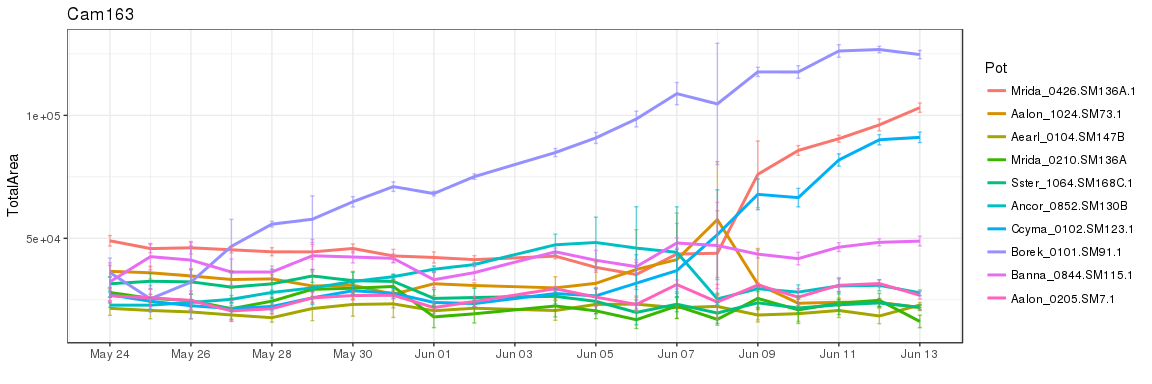 Cam163
TotalArea
1e+05
5e+04
May 24 May 26 May 28 May 30 Jun 01 Jun 03 Jun 05 Jun 07 Jun 09 Jun 11 Jun 13
Pot
Mrida_0426.SM136A.1
Aalon_1024.SM73.1
Aearl_0104.SM147B
Mrida_0210.SM136A
Sster_1064.SM168C.1
Ancor_0852.SM130B
Ccyma_0102.SM123.1
Borek_0101.SM91.1
Banna_0844.SM115.1
Aalon_0205.SM7.1